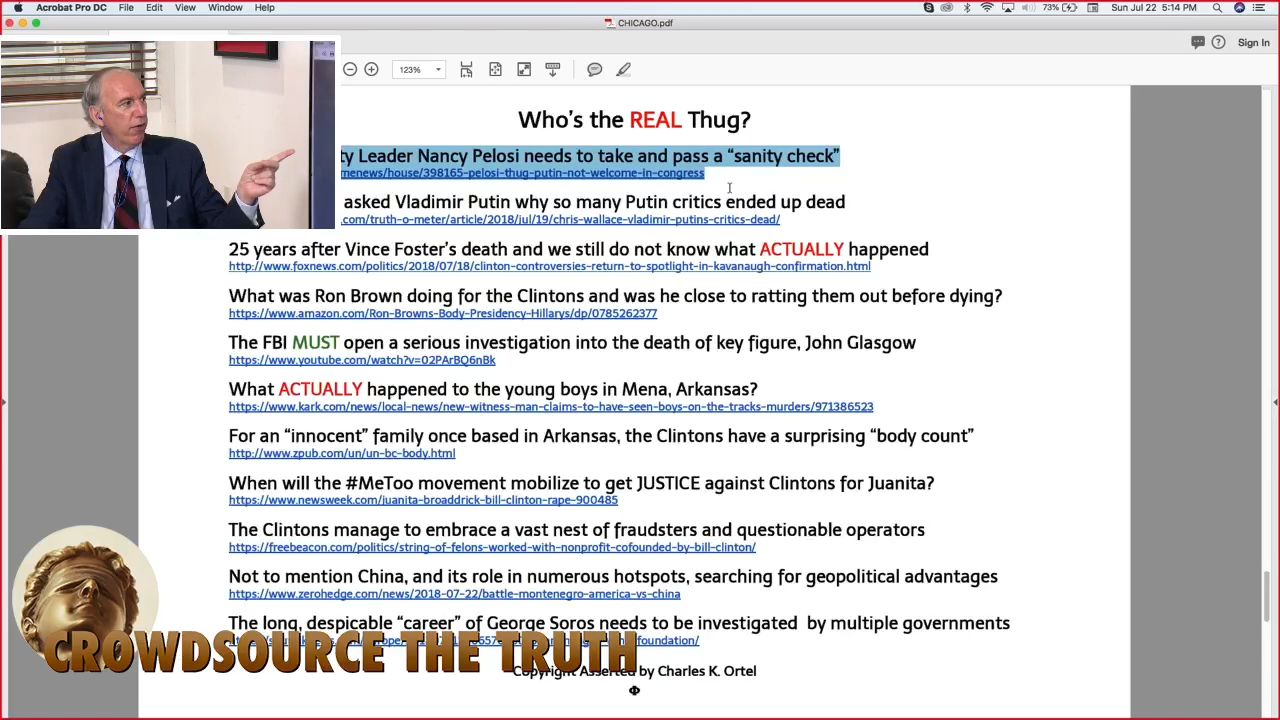 Acrobat Pro DC File Edit View Window Help 73% Sun Jul 22 5:14 PM
CHICAGO.pdf
123% Sign In
Who's the REAL Thug?
ty Leader Nancy Pelosi needs to take and pass a “sanity check”
menews/house/398165-pelosi-thug-putin-not-welcome-in-congress
asked Vladimir Putin why so many Putin critics ended up dead
.com/truth-o-meter/article/2018/jul/19/chris-wallace-vladimir-putins-critics-dead/
25 years after Vince Foster's death and we still do not know what ACTUALLY happened
http://www.foxnews.com/politics/2018/07/18/clinton-controversies-return-to-spotlight-in-kavanaugh-confirmation.html
What was Ron Brown doing for the Clintons and was he close to ratting them out before dying?
https://www.amazon.com/Ron-Browns-Body-Presidency-Hillarys/dp/0785262377
The FBI MUST open a serious investigation into the death of key figure, John Glasgow
https://www.youtube.com/watch?v=02PArBQ6nBk
What ACTUALLY happened to the young boys in Mena, Arkansas?
https://www.kark.com/news/local-news/new-witness-man-claims-to-have-seen-boys-on-the-tracks-murders/971386523
For an “innocent” family once based in Arkansas, the Clintons have a surprising “body count”
http://www.zpub.com/un/un-bc-body.html
When will the #MeToo movement mobilize to get JUSTICE against Clintons for Juanita?
https://www.newsweek.com/juanita-broaddrick-bill-clinton-rape-900485
The Clintons manage to embrace a vast nest of fraudsters and questionable operators
https://freebeacon.com/politics/string-of-felons-worked-with-nonprofit-cofounded-by-bill-clinton/
Not to mention China, and its role in numerous hotspots, searching for geopolitical advantages
https://www.zerohedge.com/news/2018-07-22/battle-montenegro-america-vs-china
The long, despicable “career” of George Soros needs to be investigated  by multiple governments
foundation/
CROWDSOURCE THE TRUTH
Copyright Asserted by Charles K. Ortel
Φ